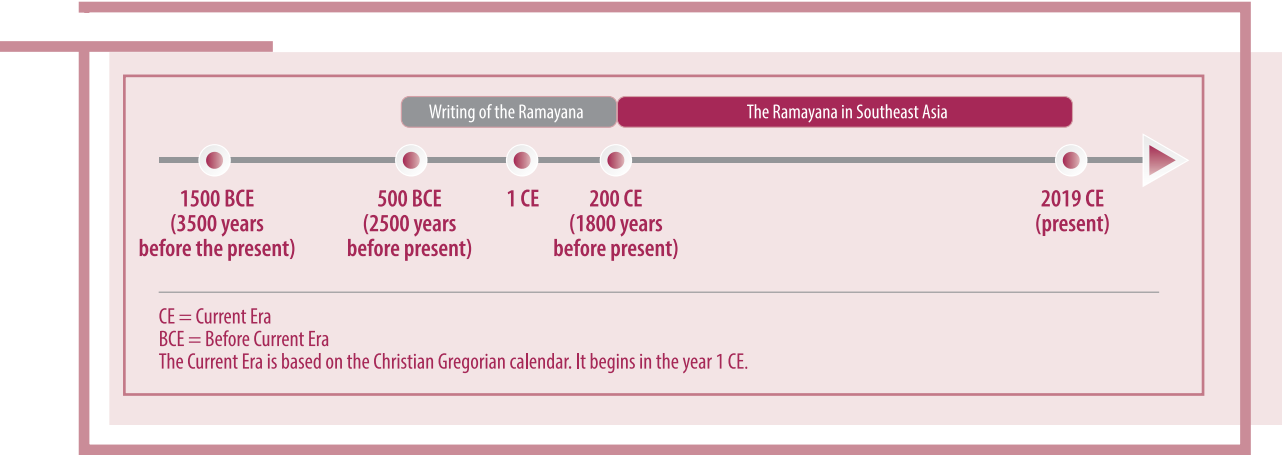 Writing of the Ramayana
The Ramayana in Southeast Asia
1500 BCE
(3500 years
before the present)
500 BCE
(2500 years
before present)
1 CE
200 CE
(1800 years
before present)
2019 CE
(present)
CE = Current Era
BCE = Before Current Era
The Current Era is based on the Christian Gregorian calendar. It begins in the year 1 CE.